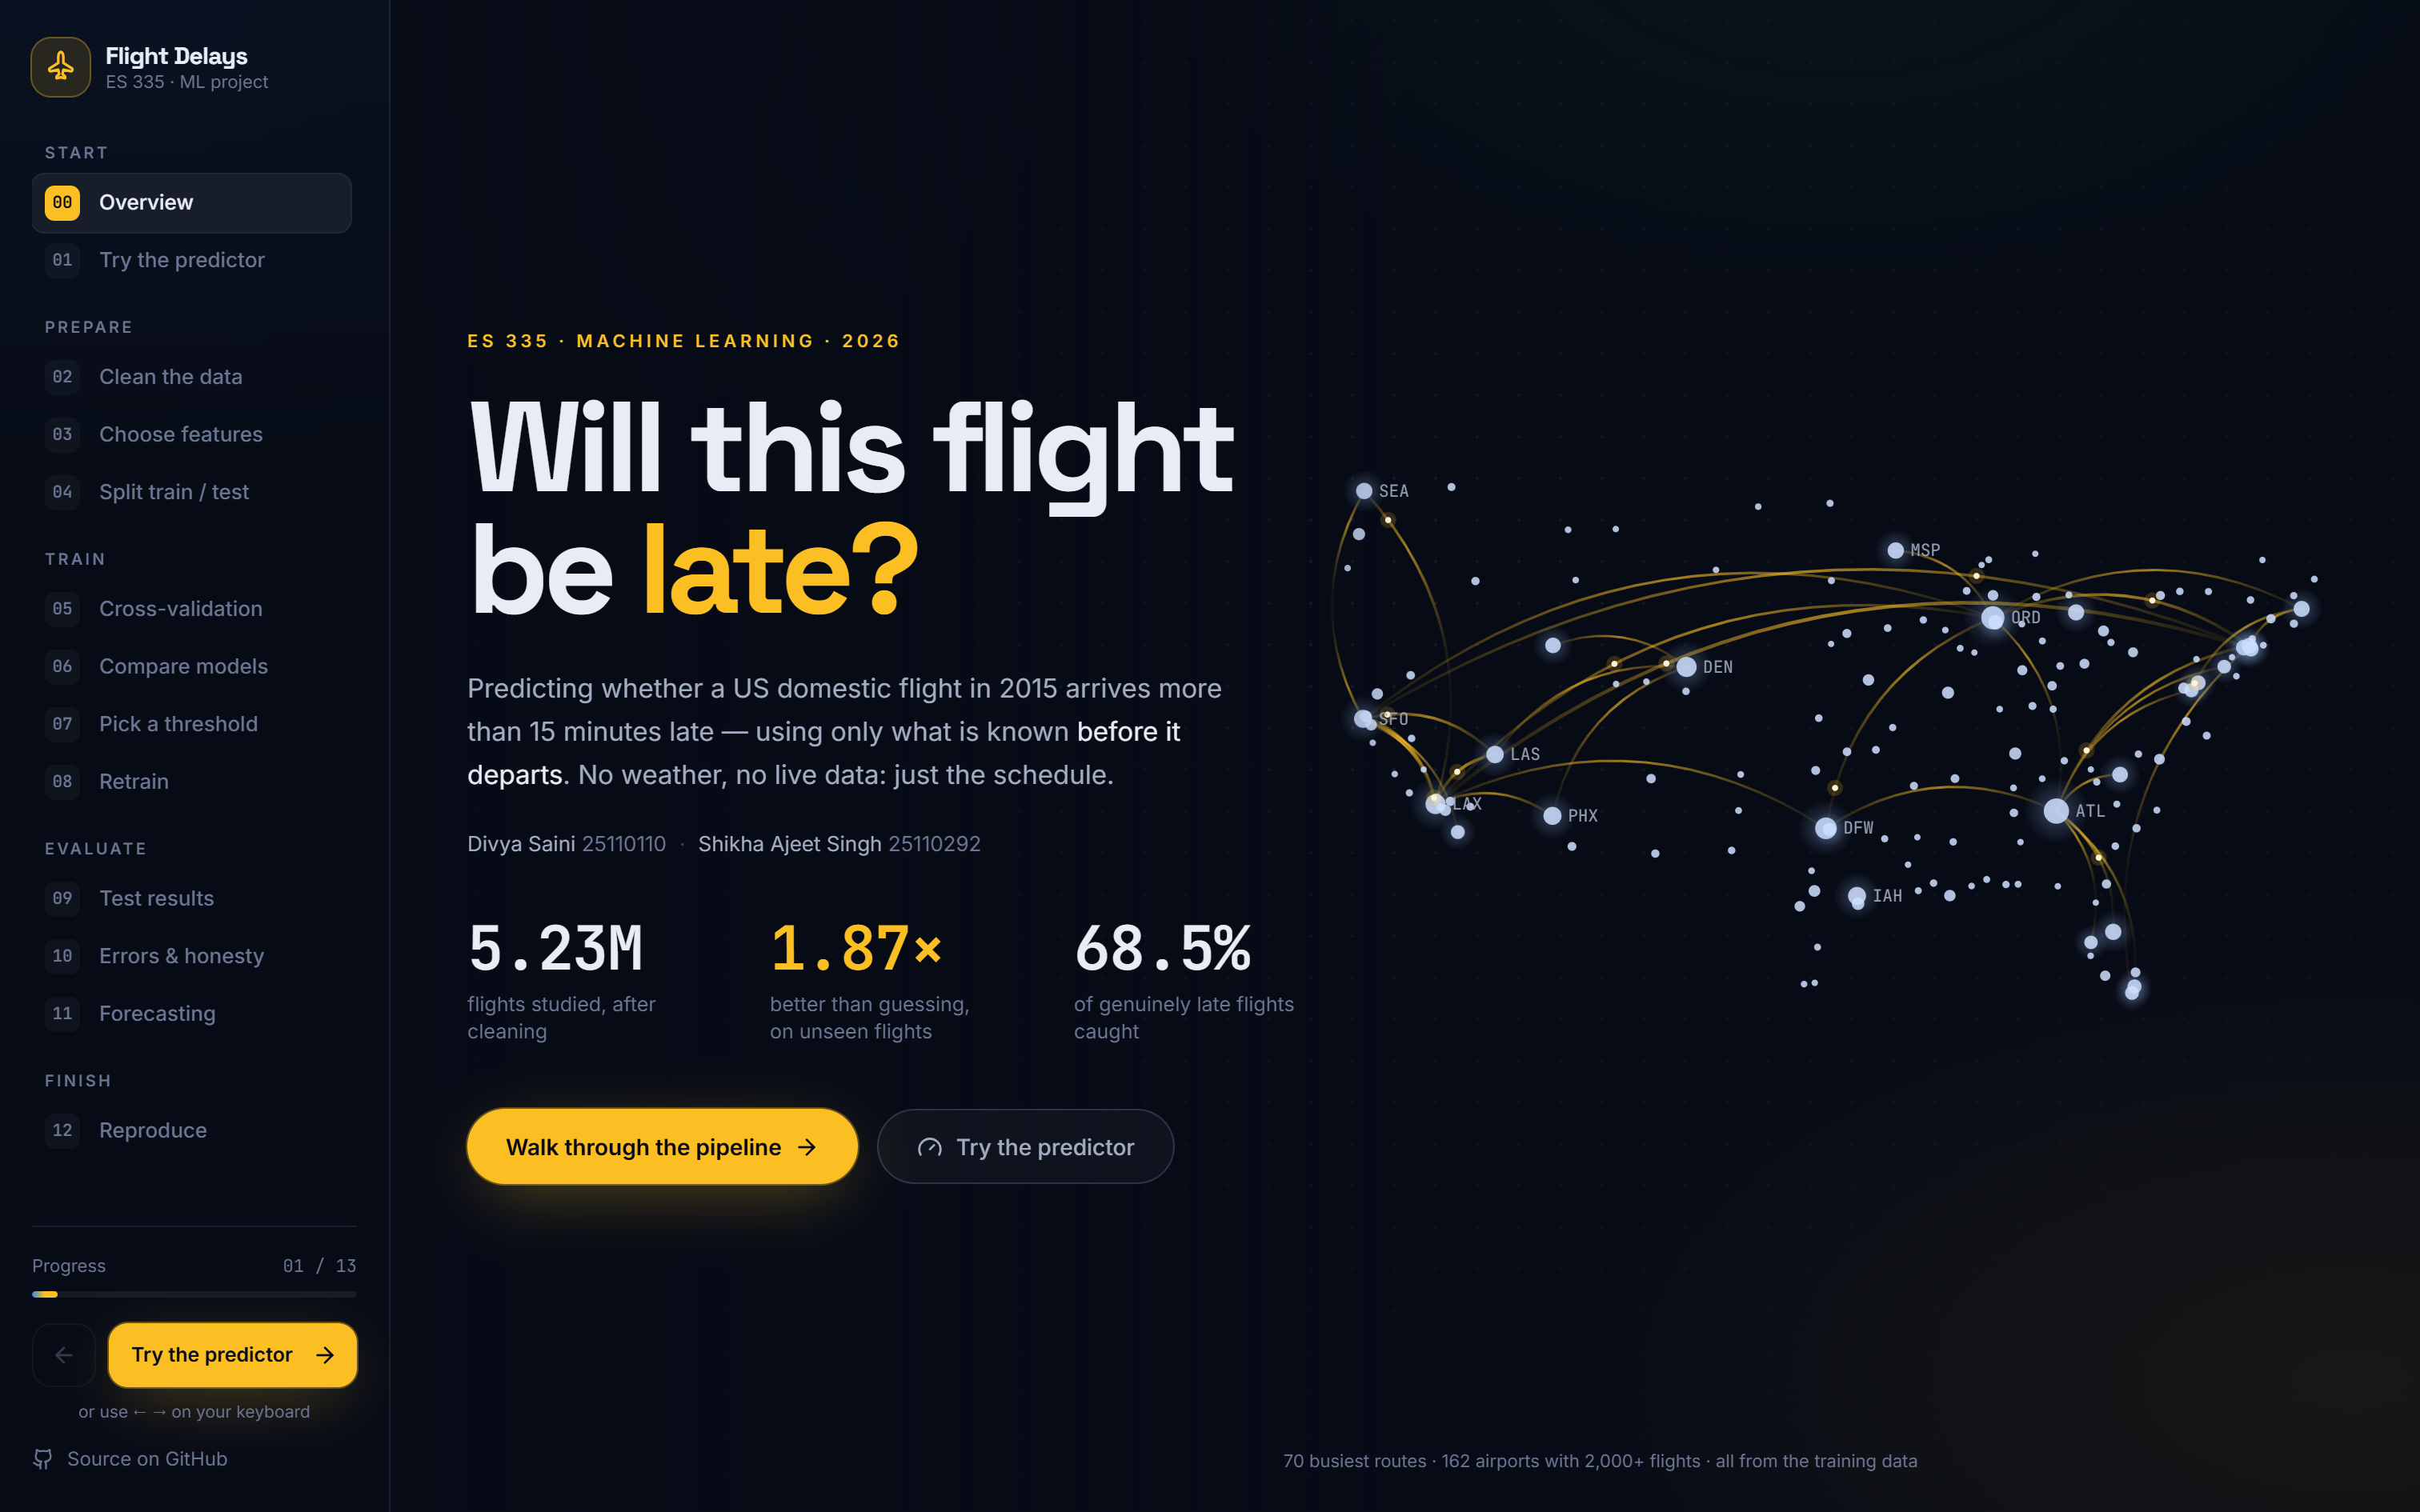 Flight Delays
ES 335 · ML project
START
00 Overview
01 Try the predictor
PREPARE
02 Clean the data
03 Choose features
04 Split train / test
TRAIN
05 Cross-validation
06 Compare models
07 Pick a threshold
08 Retrain
EVALUATE
09 Test results
10 Errors & honesty
11 Forecasting
FINISH
12 Reproduce
Progress 01 / 13
Try the predictor →
or use ← → on your keyboard
Source on GitHub
ES 335 · MACHINE LEARNING · 2026
Will this flight
be late?
Predicting whether a US domestic flight in 2015 arrives more
than 15 minutes late — using only what is known before it
departs. No weather, no live data: just the schedule.
Divya Saini 25110110 · Shikha Ajeet Singh 25110292
5.23M
flights studied, after
cleaning
1.87×
better than guessing,
on unseen flights
68.5%
of genuinely late flights
caught
Walk through the pipeline →
Try the predictor
SEA
MSP
ORD
DEN
SFO
LAS
LAX
PHX
DFW
ATL
IAH
70 busiest routes · 162 airports with 2,000+ flights · all from the training data